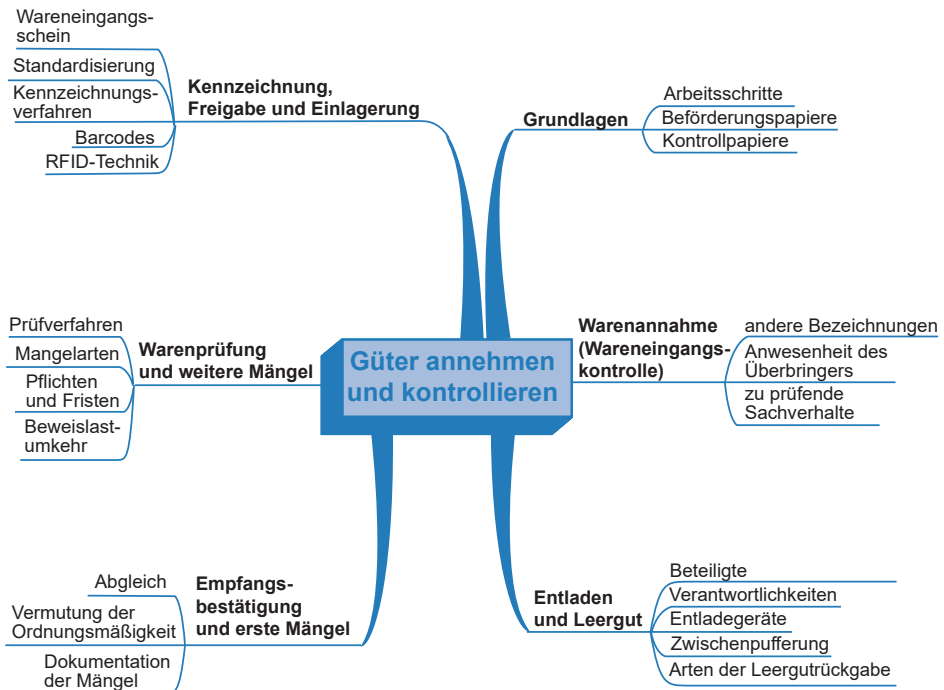 Güter annehmen
und kontrollieren
Grundlagen
Arbeitsschritte
Beförderungspapiere
Kontrollpapiere
Warenannahme
(Wareneingangs-
kontrolle)
andere Bezeichnungen
Anwesenheit des
Überbringers
zu prüfende
Sachverhalte
Entladen
und Leergut
Beteiligte
Verantwortlichkeiten
Entladegeräte
Zwischenpufferung
Arten der Leergutrückgabe
Empfangs-
bestätigung
und erste Mängel
Abgleich
Vermutung der
Ordnungsmäßigkeit
Dokumentation
der Mängel
Warenprüfung
und weitere Mängel
Prüfverfahren
Mangelarten
Pflichten
und Fristen
Beweislast-
umkehr
Kennzeichnung,
Freigabe und Einlagerung
Wareneingangs-
schein
Standardisierung
Kennzeichnungs-
verfahren
Barcodes
RFID-Technik